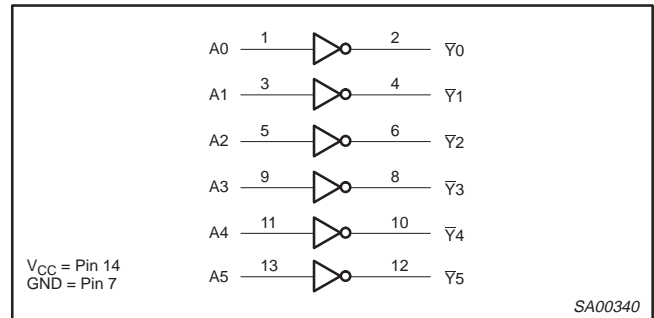 A0 1 2 Y̅0
A1 3 4 Y̅1
A2 5 6 Y̅2
A3 9 8 Y̅3
A4 11 10 Y̅4
A5 13 12 Y̅5
VCC = Pin 14
GND = Pin 7
SA00340